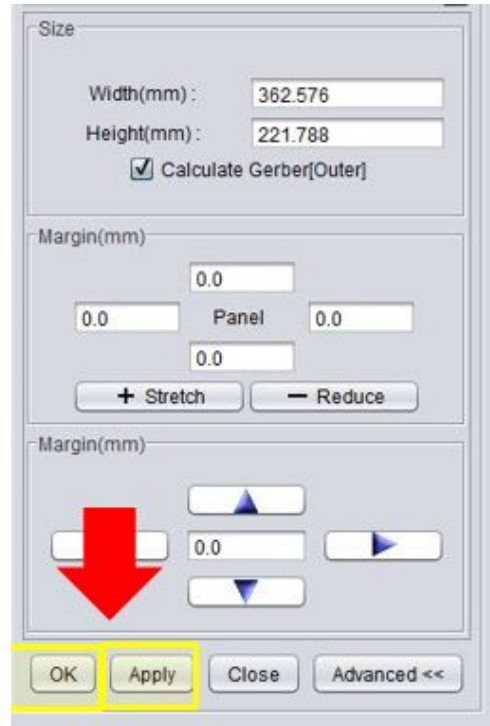 Size
Width(mm) : 362.576
Height(mm) : 221.788
Calculate Gerber[Outer]
Margin(mm)
0.0
0.0 Panel 0.0
0.0
+ Stretch − Reduce
Margin(mm)
0.0
OK Apply Close Advanced <<